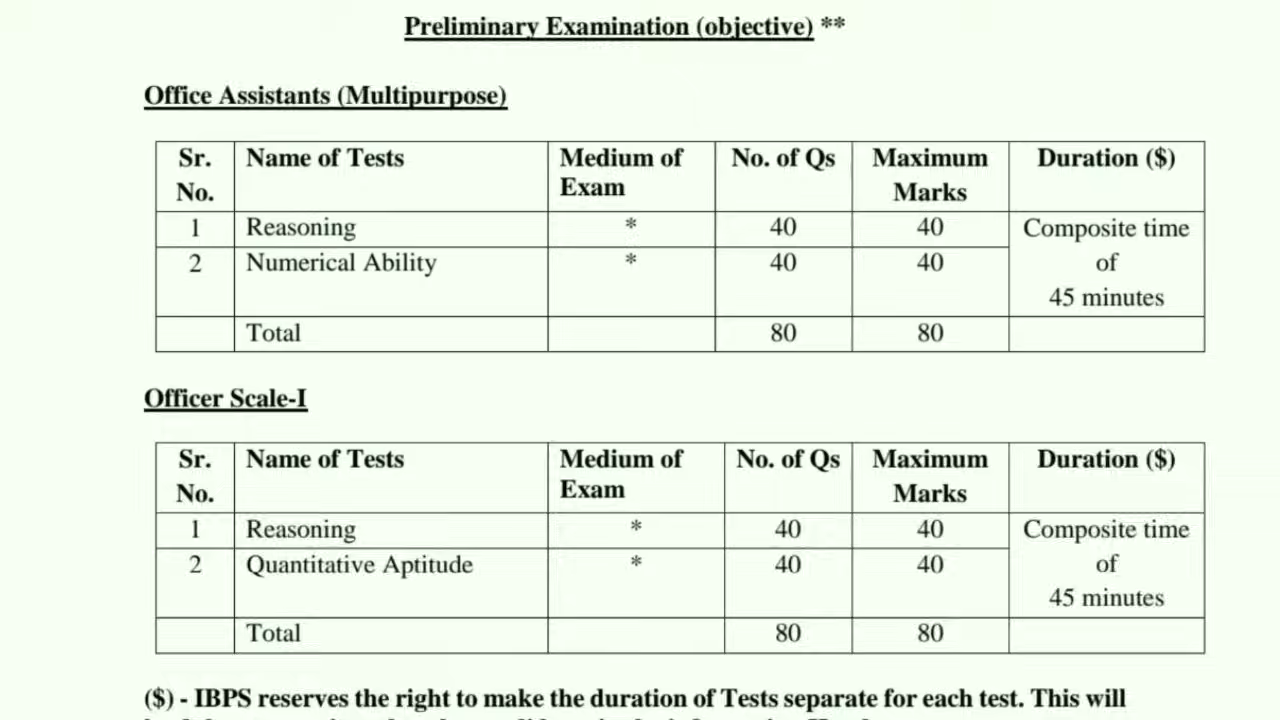 Preliminary Examination (objective) **
Office Assistants (Multipurpose)
Sr. No. Name of Tests Medium of Exam No. of Qs Maximum Marks Duration ($)
1 Reasoning * 40 40 Composite time of 45 minutes
2 Numerical Ability * 40 40
Total 80 80
Officer Scale-I
Sr. No. Name of Tests Medium of Exam No. of Qs Maximum Marks Duration ($)
1 Reasoning * 40 40 Composite time of 45 minutes
2 Quantitative Aptitude * 40 40
Total 80 80
($) - IBPS reserves the right to make the duration of Tests separate for each test. This will